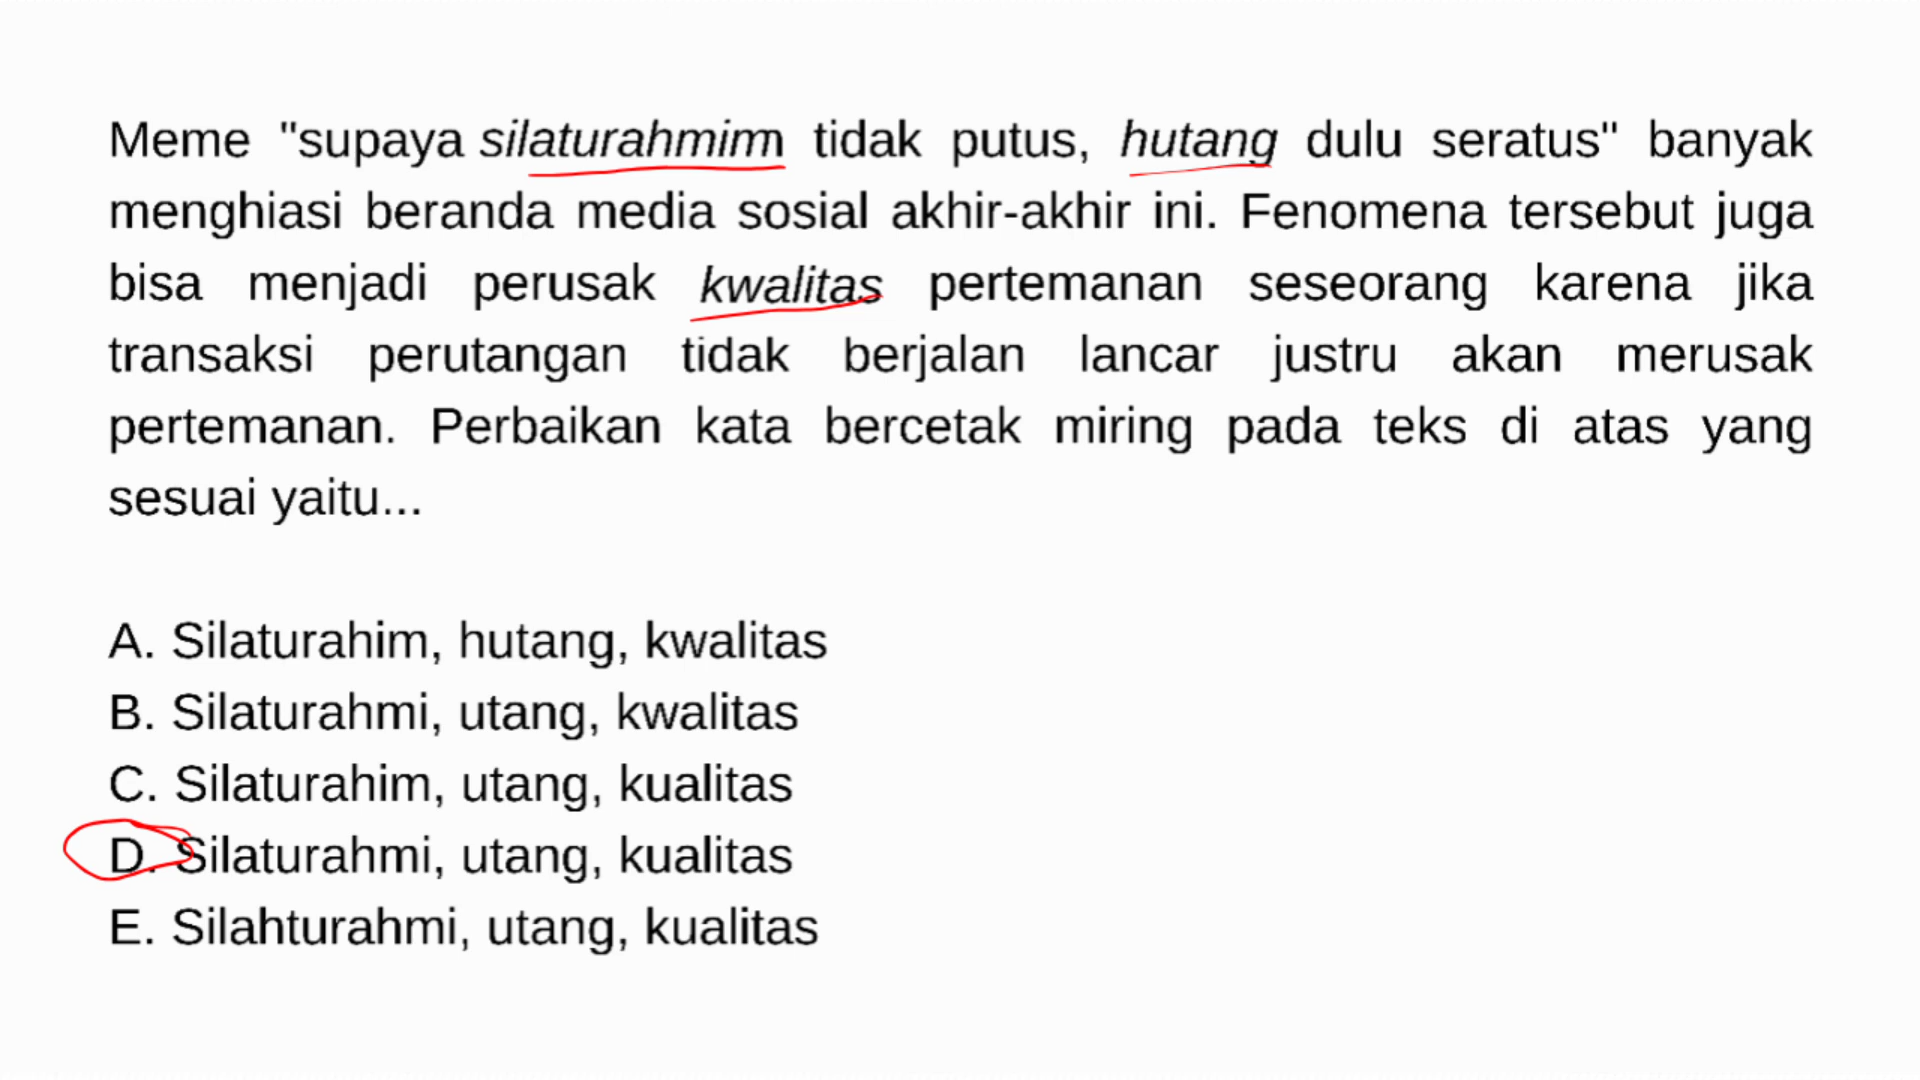 Meme "supaya silaturahmim tidak putus, hutang dulu seratus" banyak
menghiasi beranda media sosial akhir-akhir ini. Fenomena tersebut juga
bisa menjadi perusak kwalitas pertemanan seseorang karena jika
transaksi perutangan tidak berjalan lancar justru akan merusak
pertemanan. Perbaikan kata bercetak miring pada teks di atas yang
sesuai yaitu...
A. Silaturahim, hutang, kwalitas
B. Silaturahmi, utang, kwalitas
C. Silaturahim, utang, kualitas
D. Silaturahmi, utang, kualitas
E. Silahturahmi, utang, kualitas